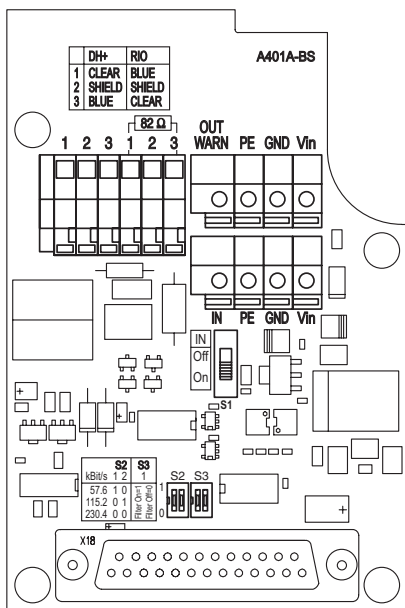 DH+ RIO
A401A-BS
1 CLEAR BLUE
2 SHIELD SHIELD
3 BLUE CLEAR
82 Ω
OUT
1 2 3 1 2 3 WARN PE GND Vin
IN PE GND Vin
IN
Off
On
S1
S2 S3
kBit/s 1 2 1
57.6 1 0
115.2 0 1
230.4 0 0
Filter On=1
Filter Off=0
S2 S3
1
0
+
+
+
+
X18